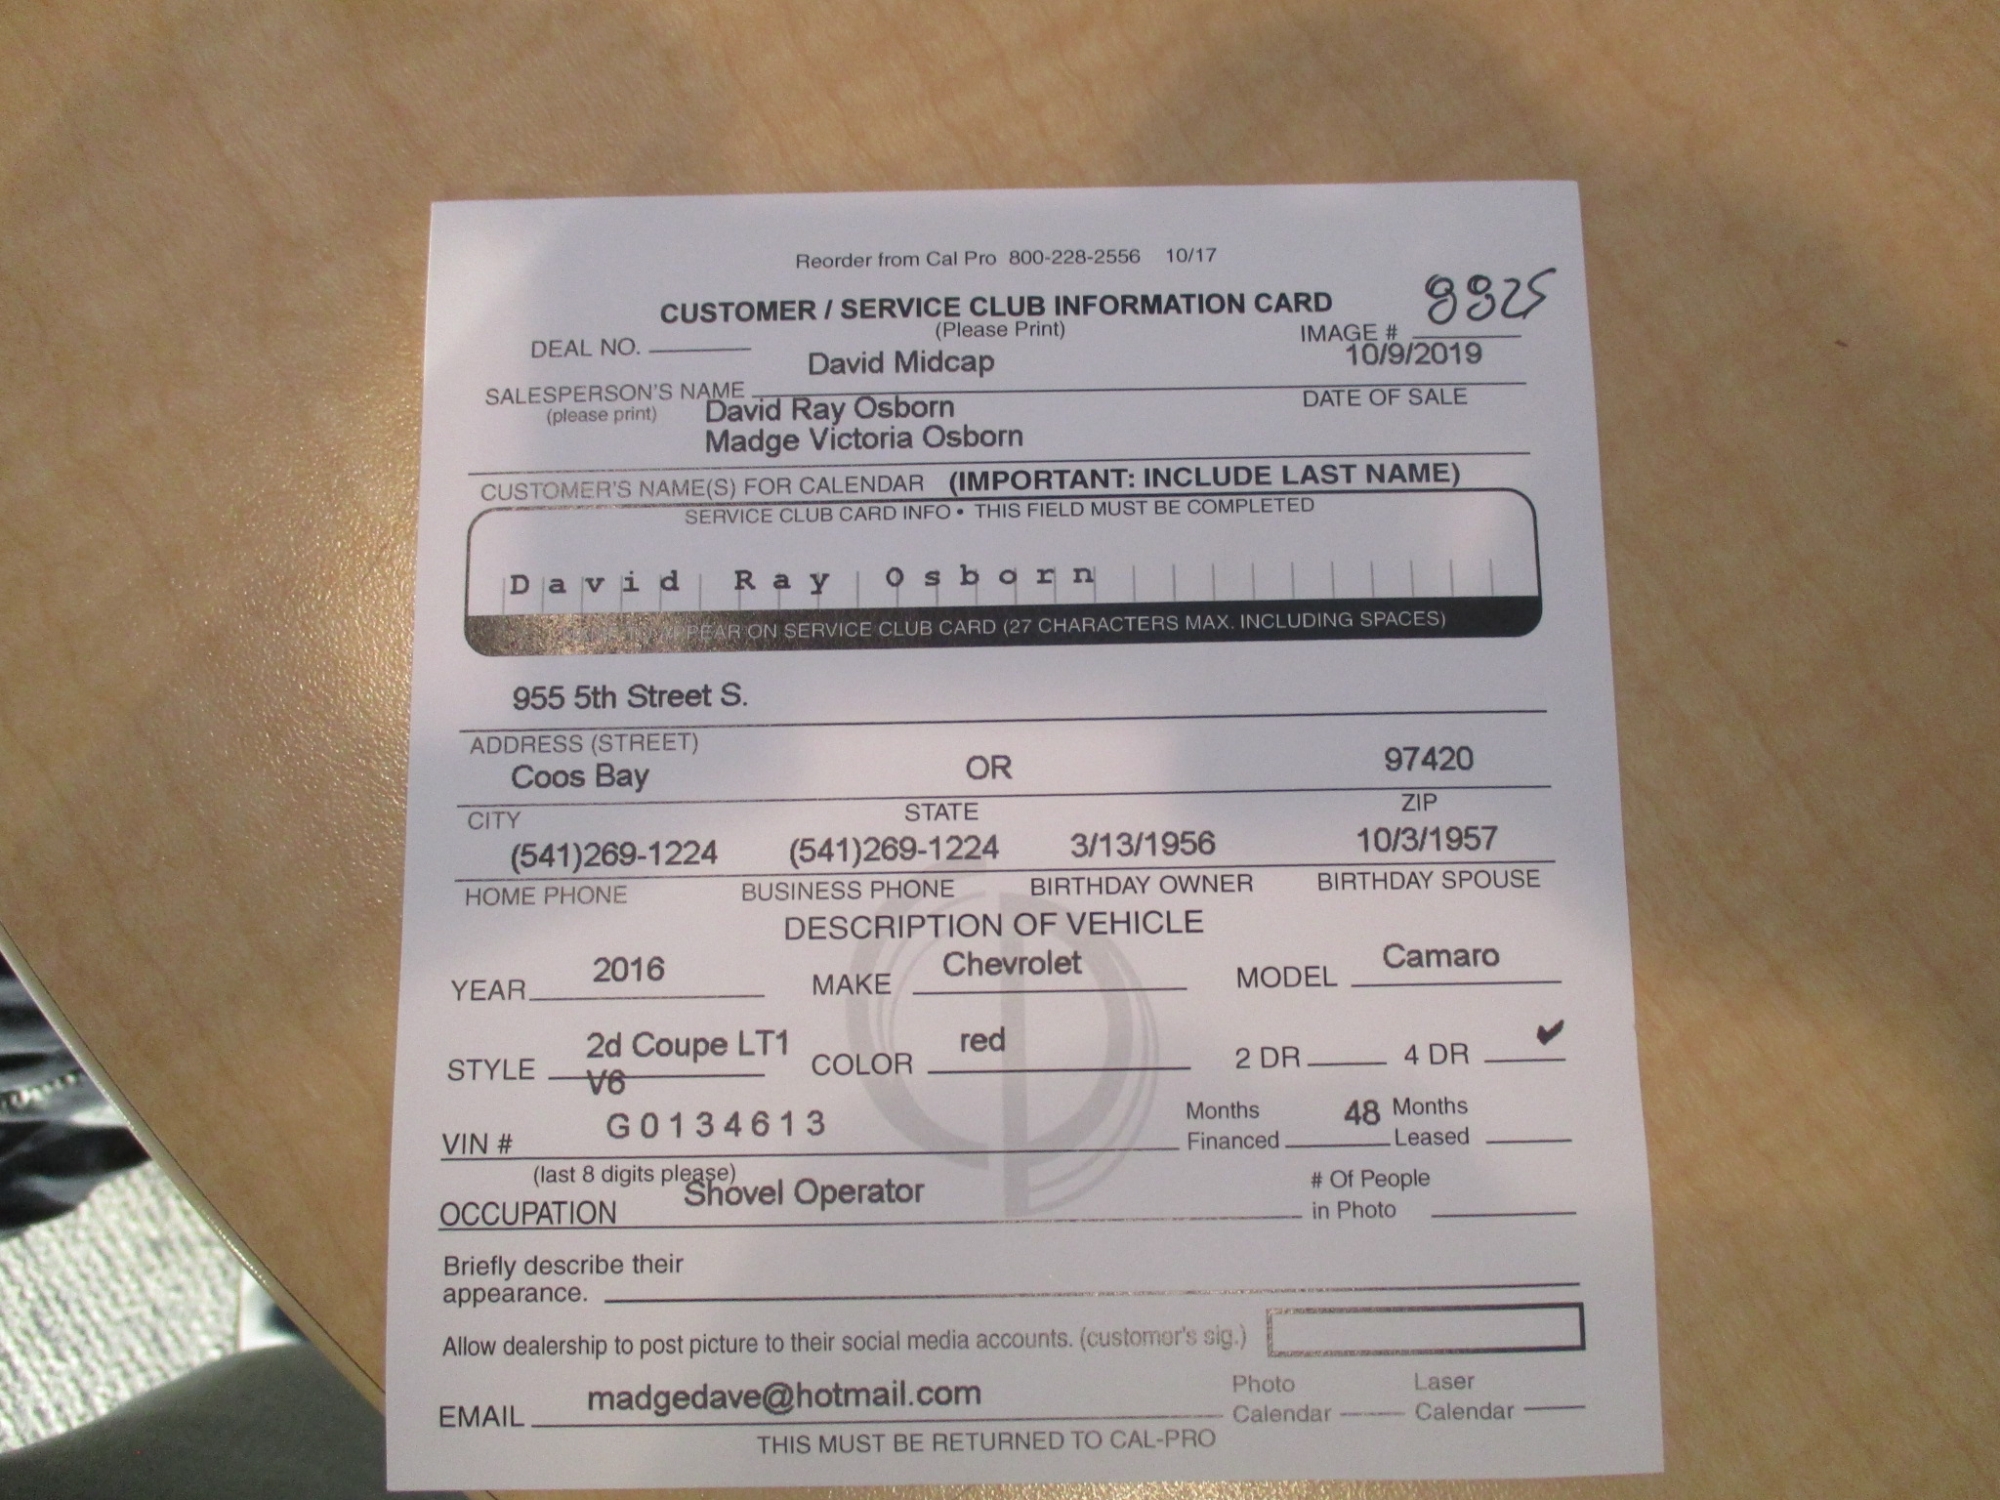 Reorder from Cal Pro 800-228-2556 10/17
CUSTOMER / SERVICE CLUB INFORMATION CARD
(Please Print)
DEAL NO.
IMAGE #
David Midcap
10/9/2019
SALESPERSON'S NAME
DATE OF SALE
(please print)
David Ray Osborn
Madge Victoria Osborn
CUSTOMER'S NAME(S) FOR CALENDAR (IMPORTANT: INCLUDE LAST NAME)
SERVICE CLUB CARD INFO • THIS FIELD MUST BE COMPLETED
David Ray Osborn
APPEAR ON SERVICE CLUB CARD (27 CHARACTERS MAX. INCLUDING SPACES)
955 5th Street S.
ADDRESS (STREET)
Coos Bay OR 97420
CITY STATE ZIP
(541)269-1224 (541)269-1224 3/13/1956 10/3/1957
HOME PHONE BUSINESS PHONE BIRTHDAY OWNER BIRTHDAY SPOUSE
DESCRIPTION OF VEHICLE
YEAR 2016 MAKE Chevrolet MODEL Camaro
STYLE 2d Coupe LT1 COLOR red 2 DR 4 DR ✔
V6
VIN # G0134613 Months Financed 48 Months Leased
(last 8 digits please)
OCCUPATION Shovel Operator # Of People in Photo
Briefly describe their
appearance.
Allow dealership to post picture to their social media accounts. (customer's sig.)
EMAIL madgedave@hotmail.com Photo Calendar Laser Calendar
THIS MUST BE RETURNED TO CAL-PRO